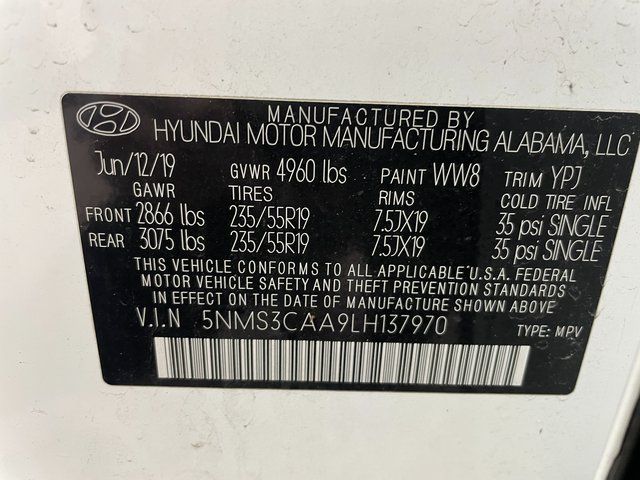 MANUFACTURED BY
HYUNDAI MOTOR MANUFACTURING ALABAMA, LLC
Jun/12/19 GVWR 4960 lbs PAINT WW8 TRIM YPJ
GAWR TIRES RIMS COLD TIRE INFL
FRONT 2866 lbs 235/55R19 7.5JX19 35 psi SINGLE
REAR 3075 lbs 235/55R19 7.5JX19 35 psi SINGLE
THIS VEHICLE CONFORMS TO ALL APPLICABLE U.S.A. FEDERAL
MOTOR VEHICLE SAFETY AND THEFT PREVENTION STANDARDS
IN EFFECT ON THE DATE OF MANUFACTURE SHOWN ABOVE
V.I.N 5NMS3CAA9LH137970 TYPE: MPV